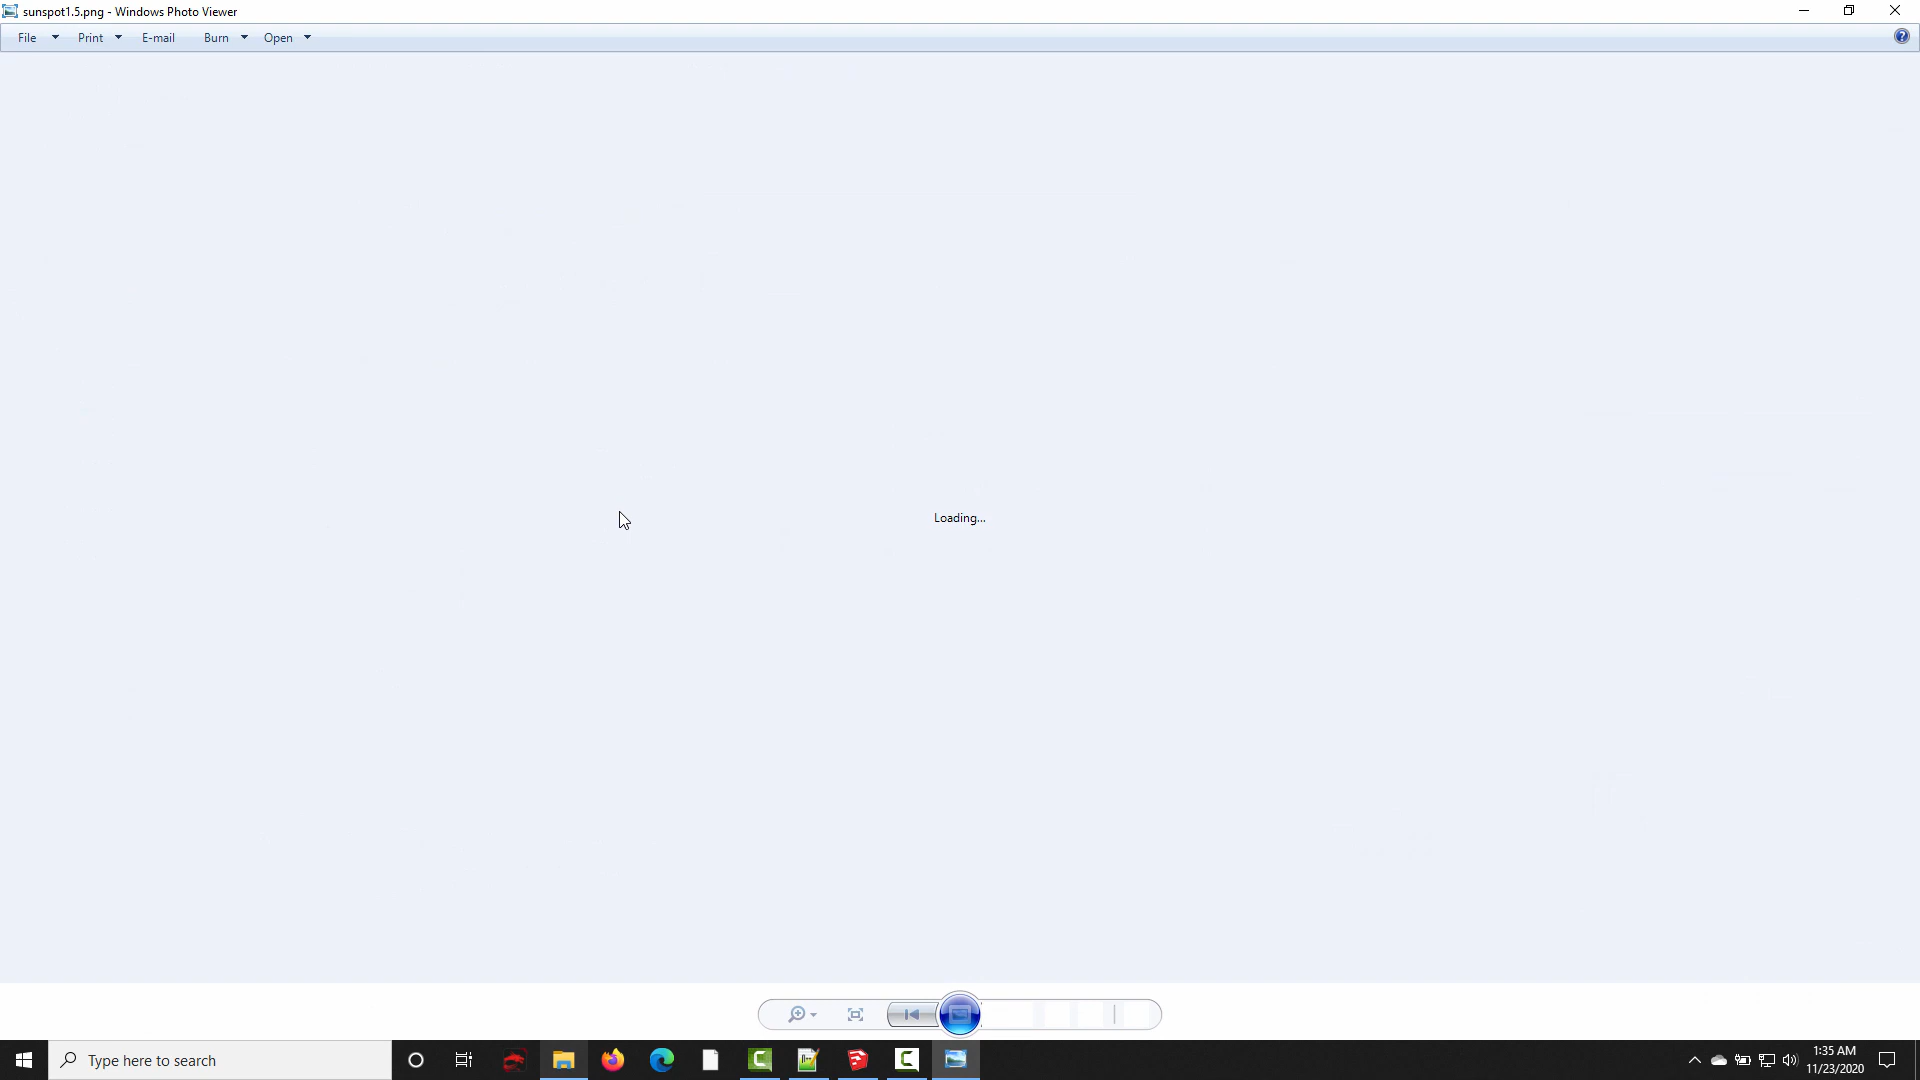 sunspot1.5.png - Windows Photo Viewer
File Print E-mail Burn Open
Loading...
Type here to search
1:35 AM
11/23/2020